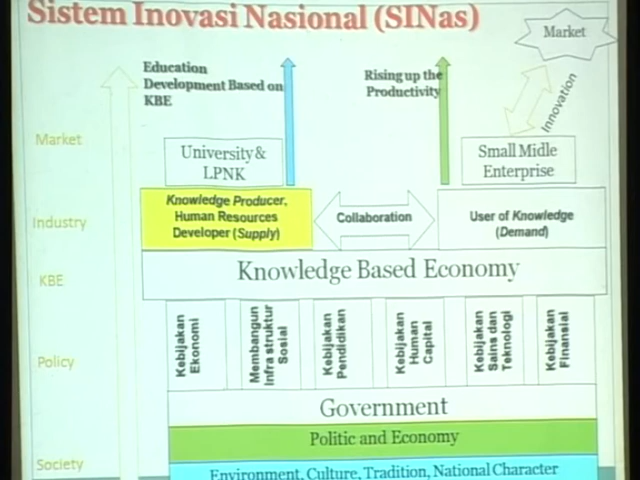 Sistem Inovasi Nasional (SINas)
Market
Education
Development Based on
KBE
Rising up the
Productivity
Innovation
Market
University &
LPNK
Small Midle
Enterprise
Industry
Knowledge Producer,
Human Resources
Developer (Supply)
Collaboration
User of Knowledge
(Demand)
KBE
Knowledge Based Economy
Policy
Kebijakan
Ekonomi
Membangun
Infra struktur
Sosial
Kebijakan
Pendidikan
Kebijakan
Human
Capital
Kebijakan
Sains dan
Teknologi
Kebijakan
Finansial
Government
Politic and Economy
Society
Environment, Culture, Tradition, National Character